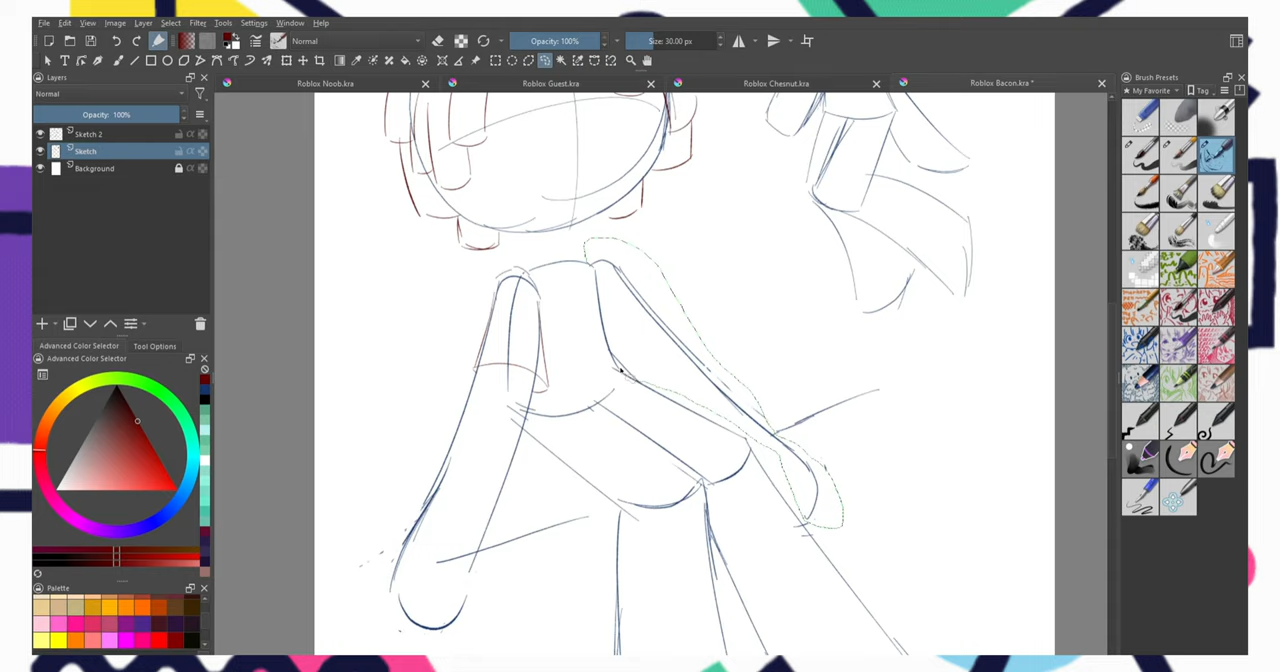 File Edit View Image Layer Select Filter Tools Settings Window Help
Normal Opacity: 100% Size: 30.00 px
Layers
Roblox Noob.kra Roblox Guest.kra Roblox Chesnut.kra Roblox Bacon.kra *
Brush Presets
Normal
My Favorite Tag
Opacity: 100%
Sketch 2
Sketch
Background
Advanced Color Selector Tool Options
Advanced Color Selector
Palette